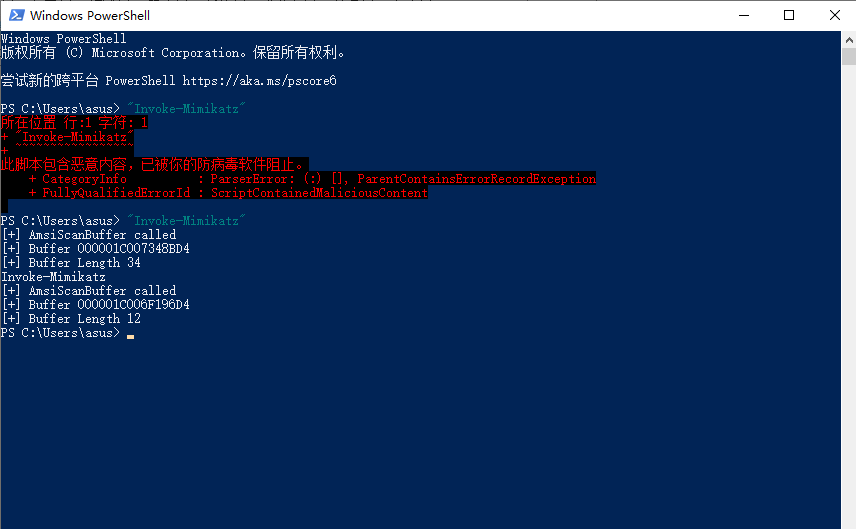 Windows PowerShell
Windows PowerShell
版权所有 (C) Microsoft Corporation。保留所有权利。
尝试新的跨平台 PowerShell https://aka.ms/pscore6
PS C:\Users\asus> "Invoke-Mimikatz"
所在位置 行:1 字符: 1
+ "Invoke-Mimikatz"
+ ~~~~~~~~~~~~~~~~~
此脚本包含恶意内容，已被你的防病毒软件阻止。
+ CategoryInfo : ParserError: (:) [], ParentContainsErrorRecordException
+ FullyQualifiedErrorId : ScriptContainedMaliciousContent
PS C:\Users\asus> "Invoke-Mimikatz"
[+] AmsiScanBuffer called
[+] Buffer 000001C007348BD4
[+] Buffer Length 34
Invoke-Mimikatz
[+] AmsiScanBuffer called
[+] Buffer 000001C006F196D4
[+] Buffer Length 12
PS C:\Users\asus>